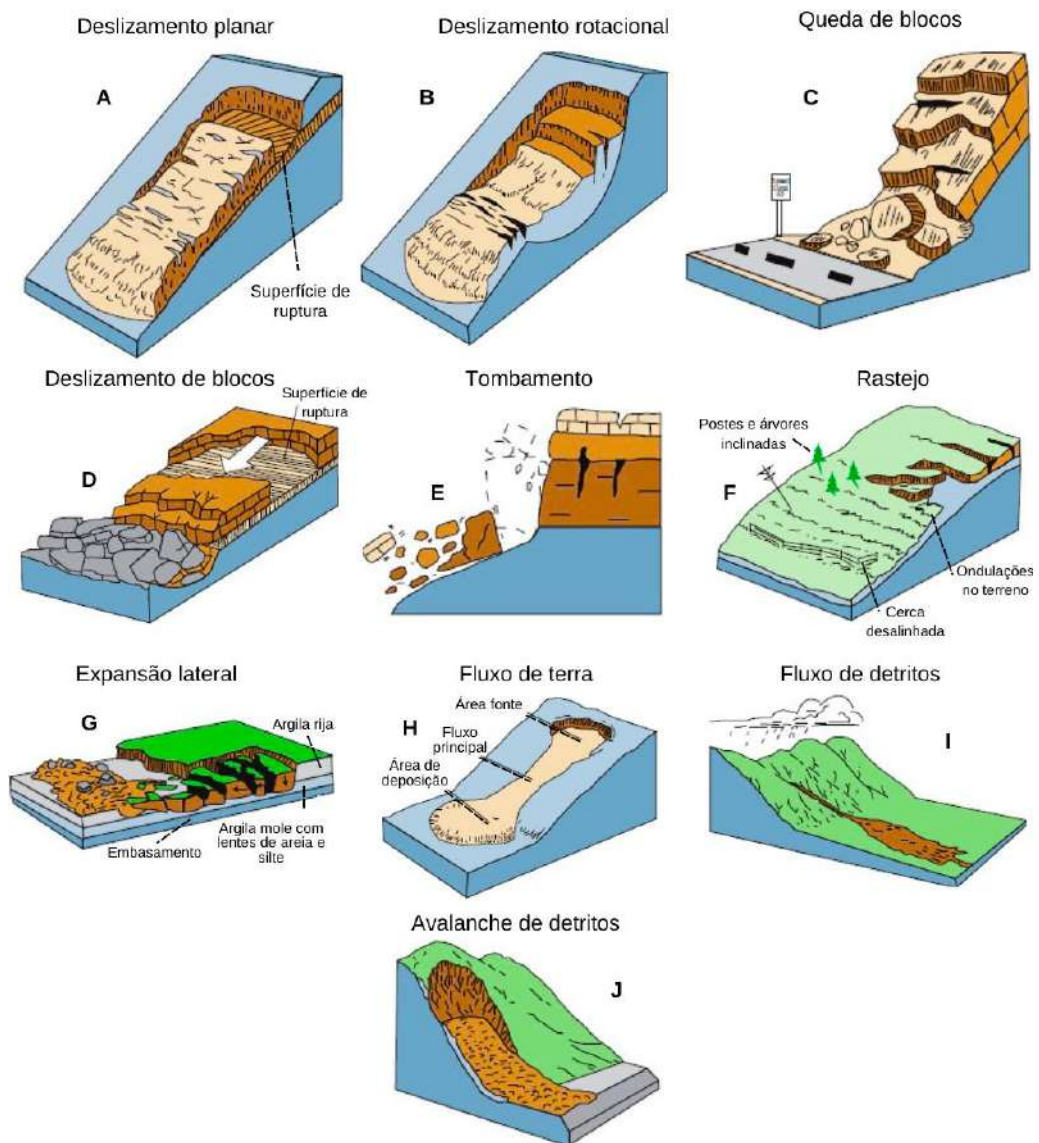 Deslizamento planar
A
Superfície de
ruptura
Deslizamento rotacional
B
Queda de blocos
C
Deslizamento de blocos
Superficie de
ruptura
D
Tombamento
E
Rastejo
Postes e árvores
inclinadas
F
Ondulações
no terreno
Cerca
desalinhada
Expansão lateral
G
Argila rija
Embasamento
Argila mole com
lentes de areia e
silte
Fluxo de terra
Área fonte
H
Fluxo
principal
Área de
deposição
Fluxo de detritos
I
Avalanche de detritos
J